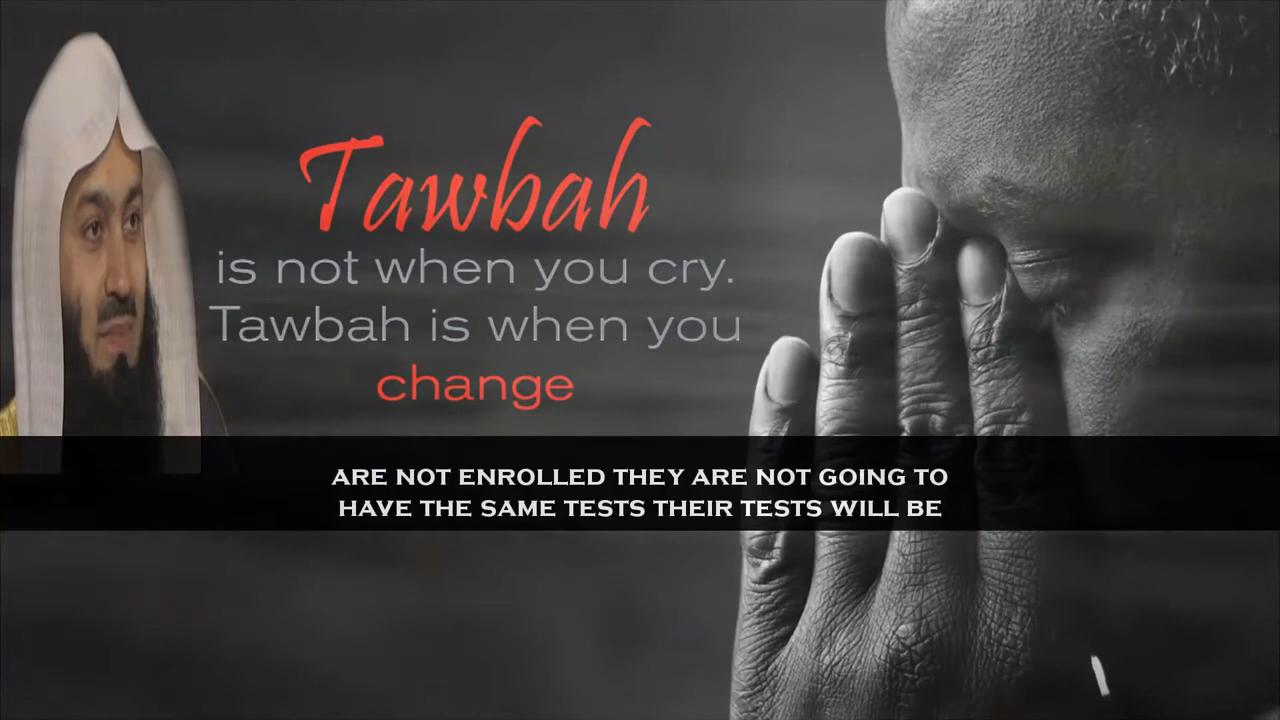 Tawbah
is not when you cry.
Tawbah is when you
change
ARE NOT ENROLLED THEY ARE NOT GOING TO
HAVE THE SAME TESTS THEIR TESTS WILL BE